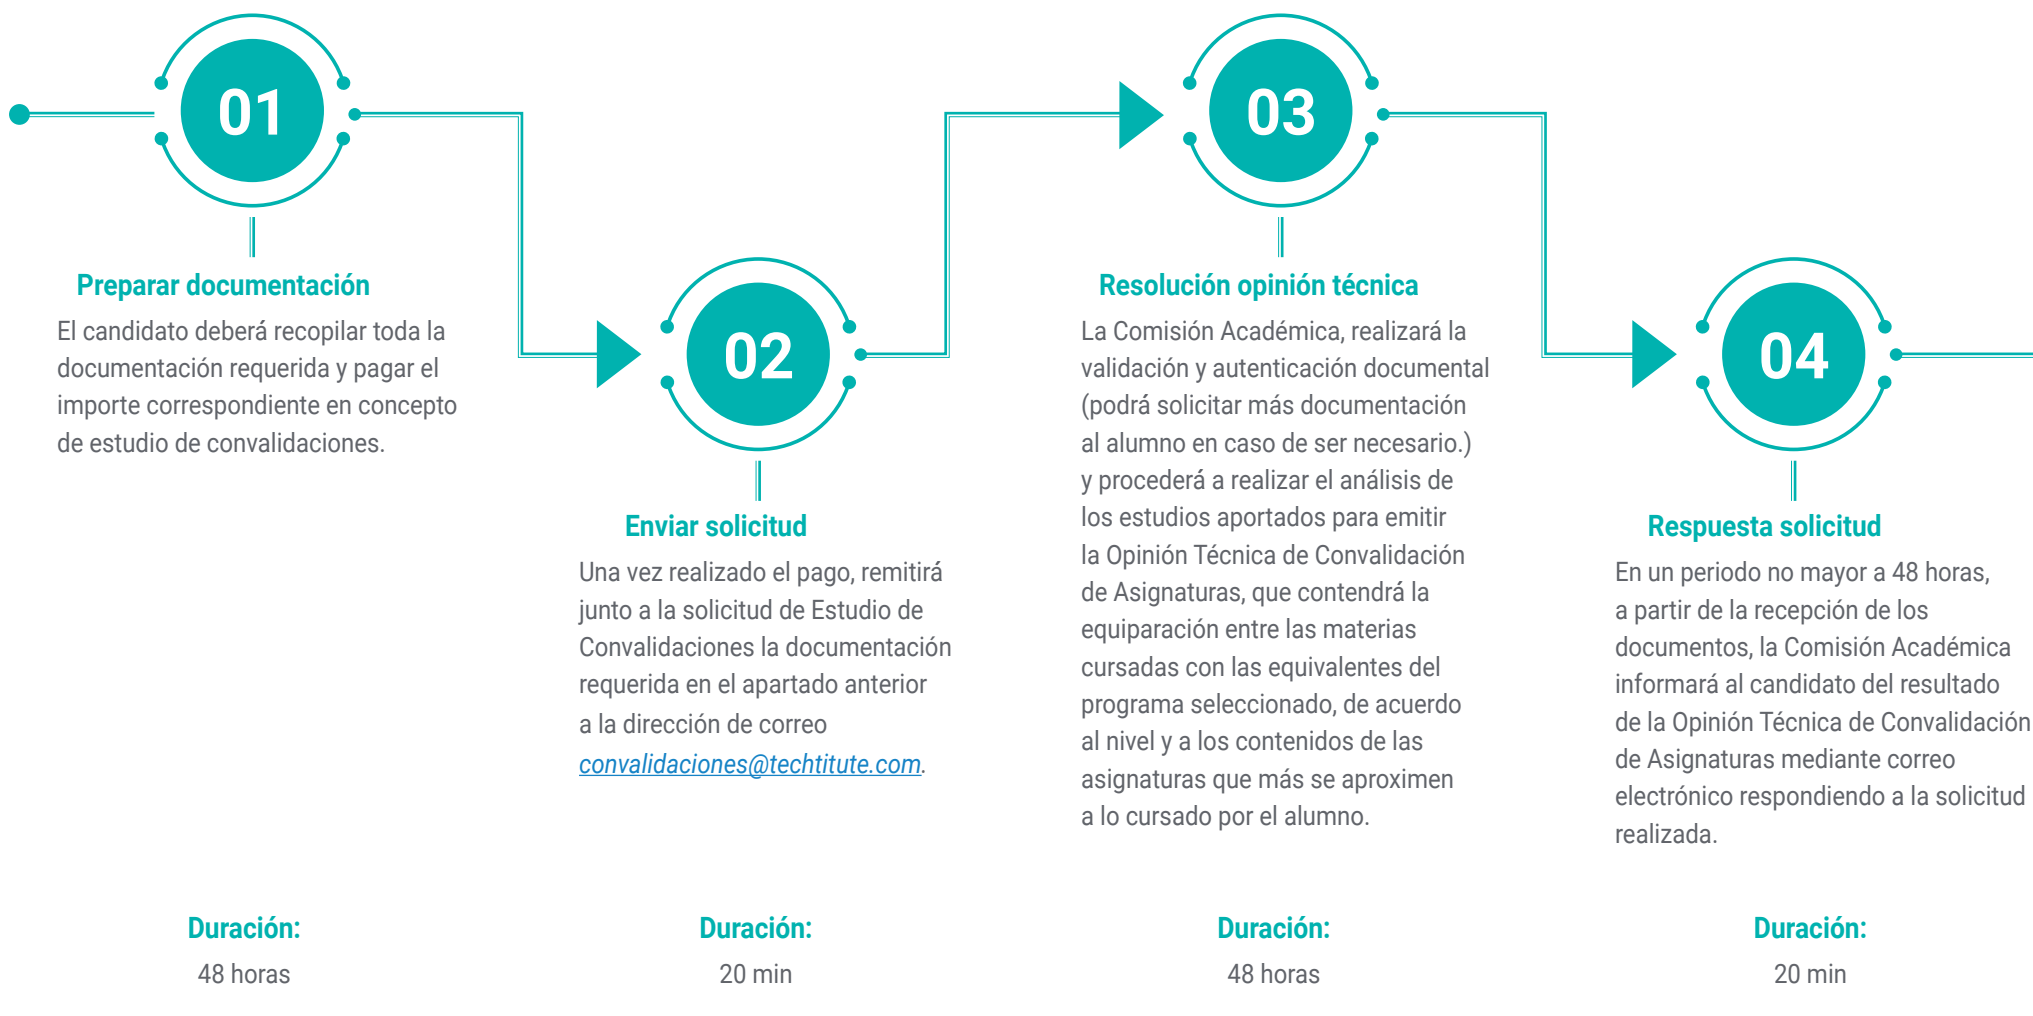 01
Preparar documentación
El candidato deberá recopilar toda la
documentación requerida y pagar el
importe correspondiente en concepto
de estudio de convalidaciones.
Duración:
48 horas
02
Enviar solicitud
Una vez realizado el pago, remitirá
junto a la solicitud de Estudio de
Convalidaciones la documentación
requerida en el apartado anterior
a la dirección de correo
convalidaciones@techtitute.com.
Duración:
20 min
03
Resolución opinión técnica
La Comisión Académica, realizará la
validación y autenticación documental
(podrá solicitar más documentación
al alumno en caso de ser necesario.)
y procederá a realizar el análisis de
los estudios aportados para emitir
la Opinión Técnica de Convalidación
de Asignaturas, que contendrá la
equiparación entre las materias
cursadas con las equivalentes del
programa seleccionado, de acuerdo
al nivel y a los contenidos de las
asignaturas que más se aproximen
a lo cursado por el alumno.
Duración:
48 horas
04
Respuesta solicitud
En un periodo no mayor a 48 horas,
a partir de la recepción de los
documentos, la Comisión Académica
informará al candidato del resultado
de la Opinión Técnica de Convalidación
de Asignaturas mediante correo
electrónico respondiendo a la solicitud
realizada.
Duración:
20 min